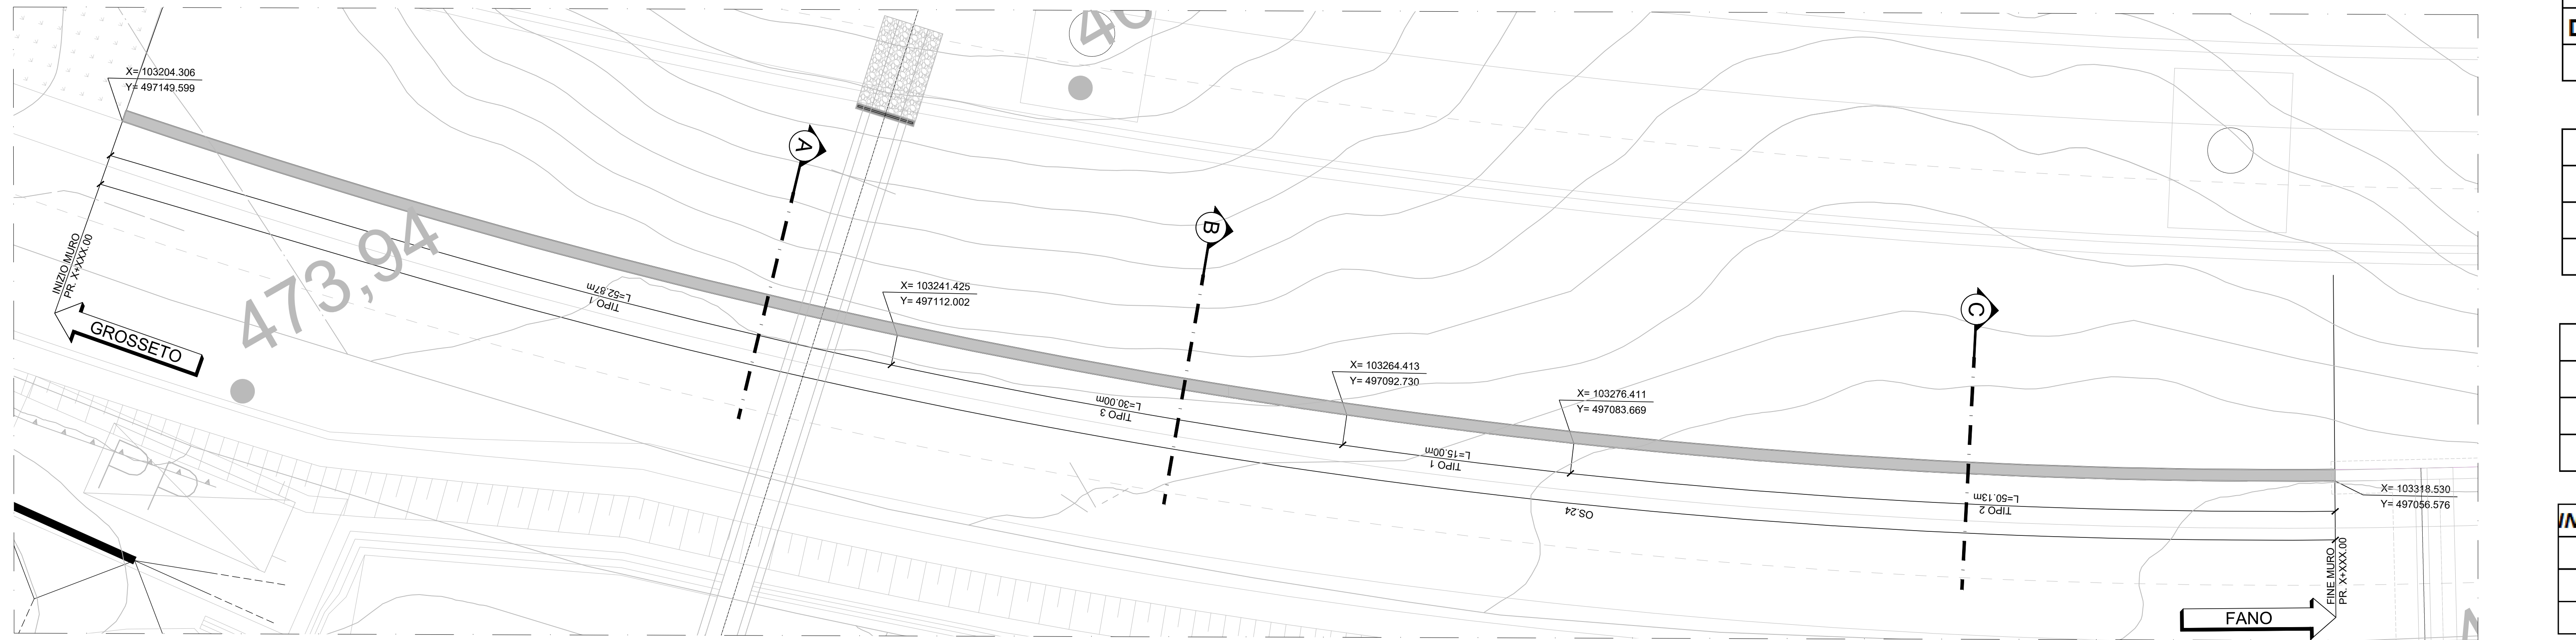 X= 103204.306
Y= 497149.599
INIZIO MURO
PR. X+XXX.00
GROSSETO
473,94
L=52.87m
TIPO 1
A
X= 103241.425
Y= 497112.002
B
L=30.00m
TIPO 3
X= 103264.413
Y= 497092.730
L=15.00m
TIPO 1
X= 103276.411
Y= 497083.669
OS.24
C
L=50.13m
TIPO 2
X= 103318.530
Y= 497056.576
FINE MURO
PR. X+XXX.00
FANO